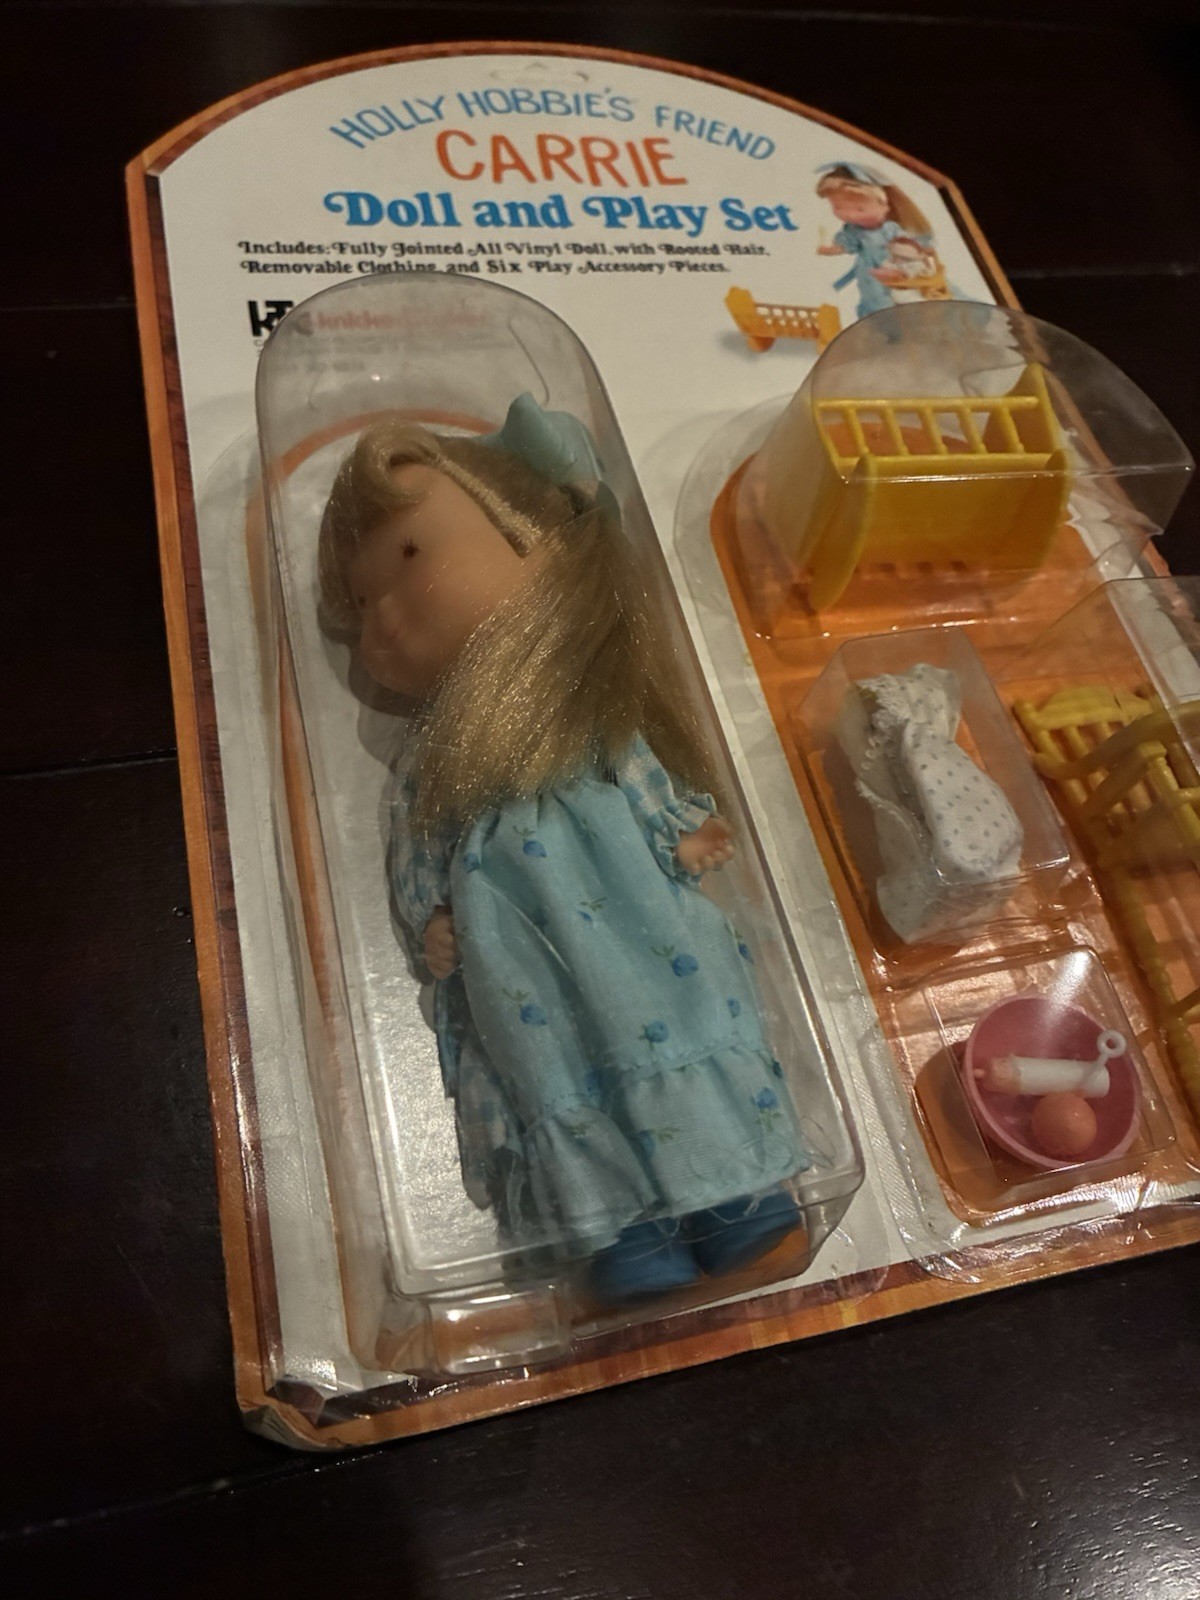 HOLLY HOBBIE'S FRIEND
CARRIE
Doll and Play Set
Includes: Fully Jointed All Vinyl Doll, with Rooted Hair,
Removable Clothing, and Six Play Accessory Pieces.